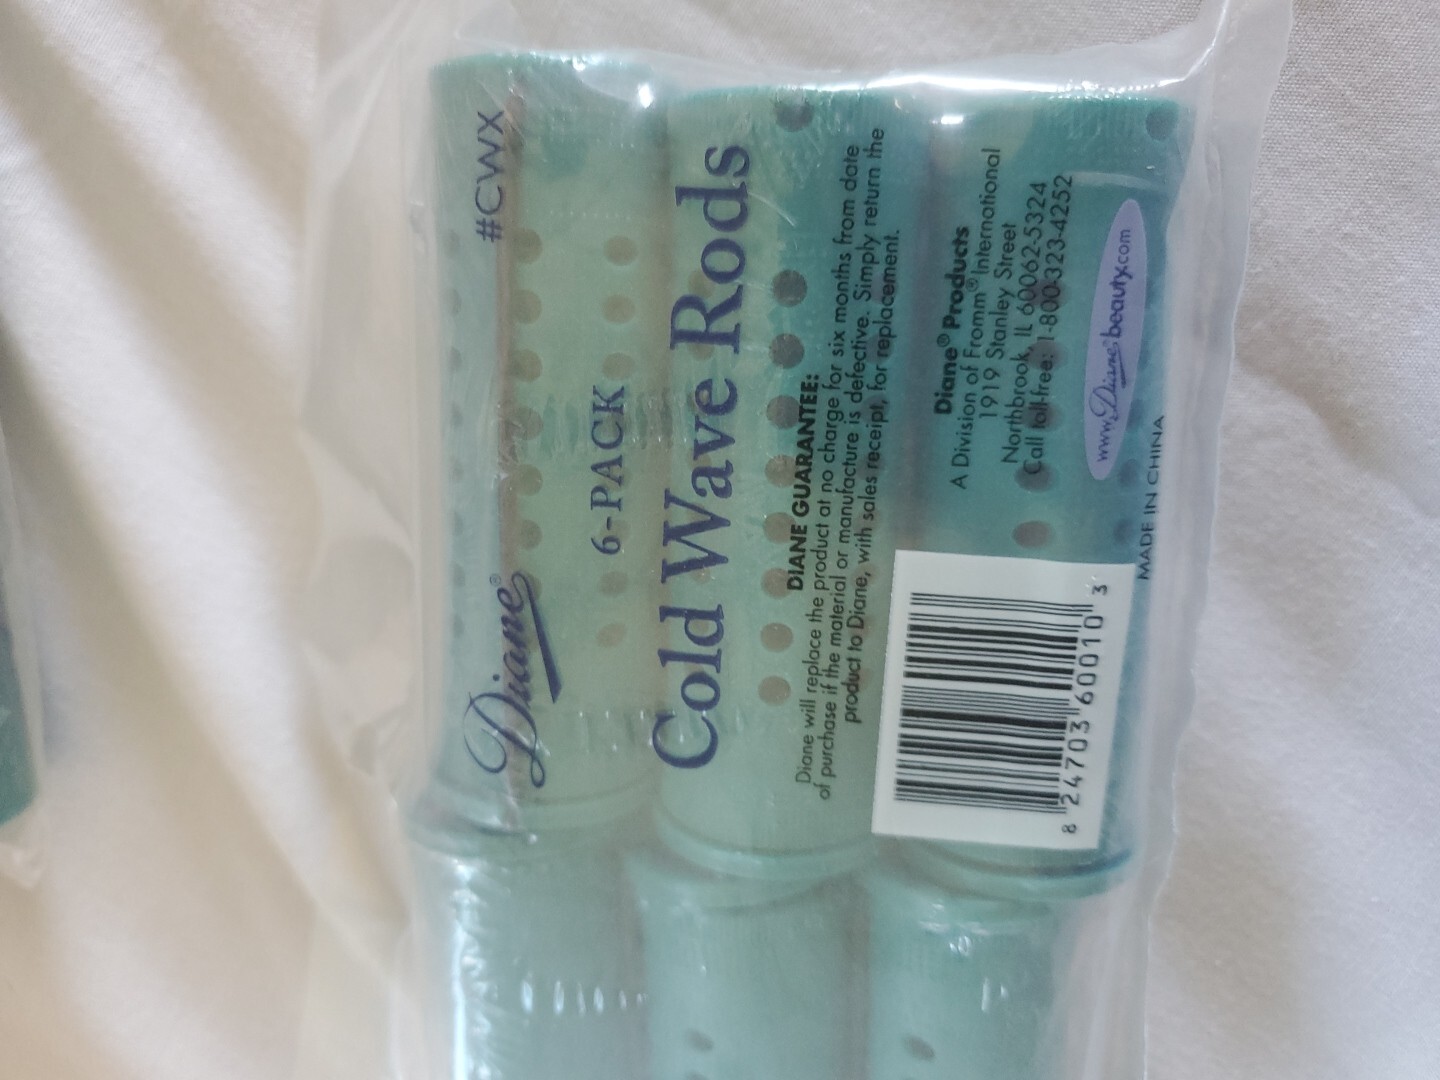 #CWX
Diane®
6-PACK
Cold Wave Rods
DIANE GUARANTEE:
Diane will replace the product at no charge for six months from date
of purchase if the material or manufacture is defective. Simply return the
product to Diane, with sales receipt, for replacement.
Diane® Products
A Division of Fromm® International
1919 Stanley Street
Northbrook, IL 60062-5324
Call toll-free: 1-800-323-4252
www.Diane®beauty.com
MADE IN CHINA
8 24703 60010 3